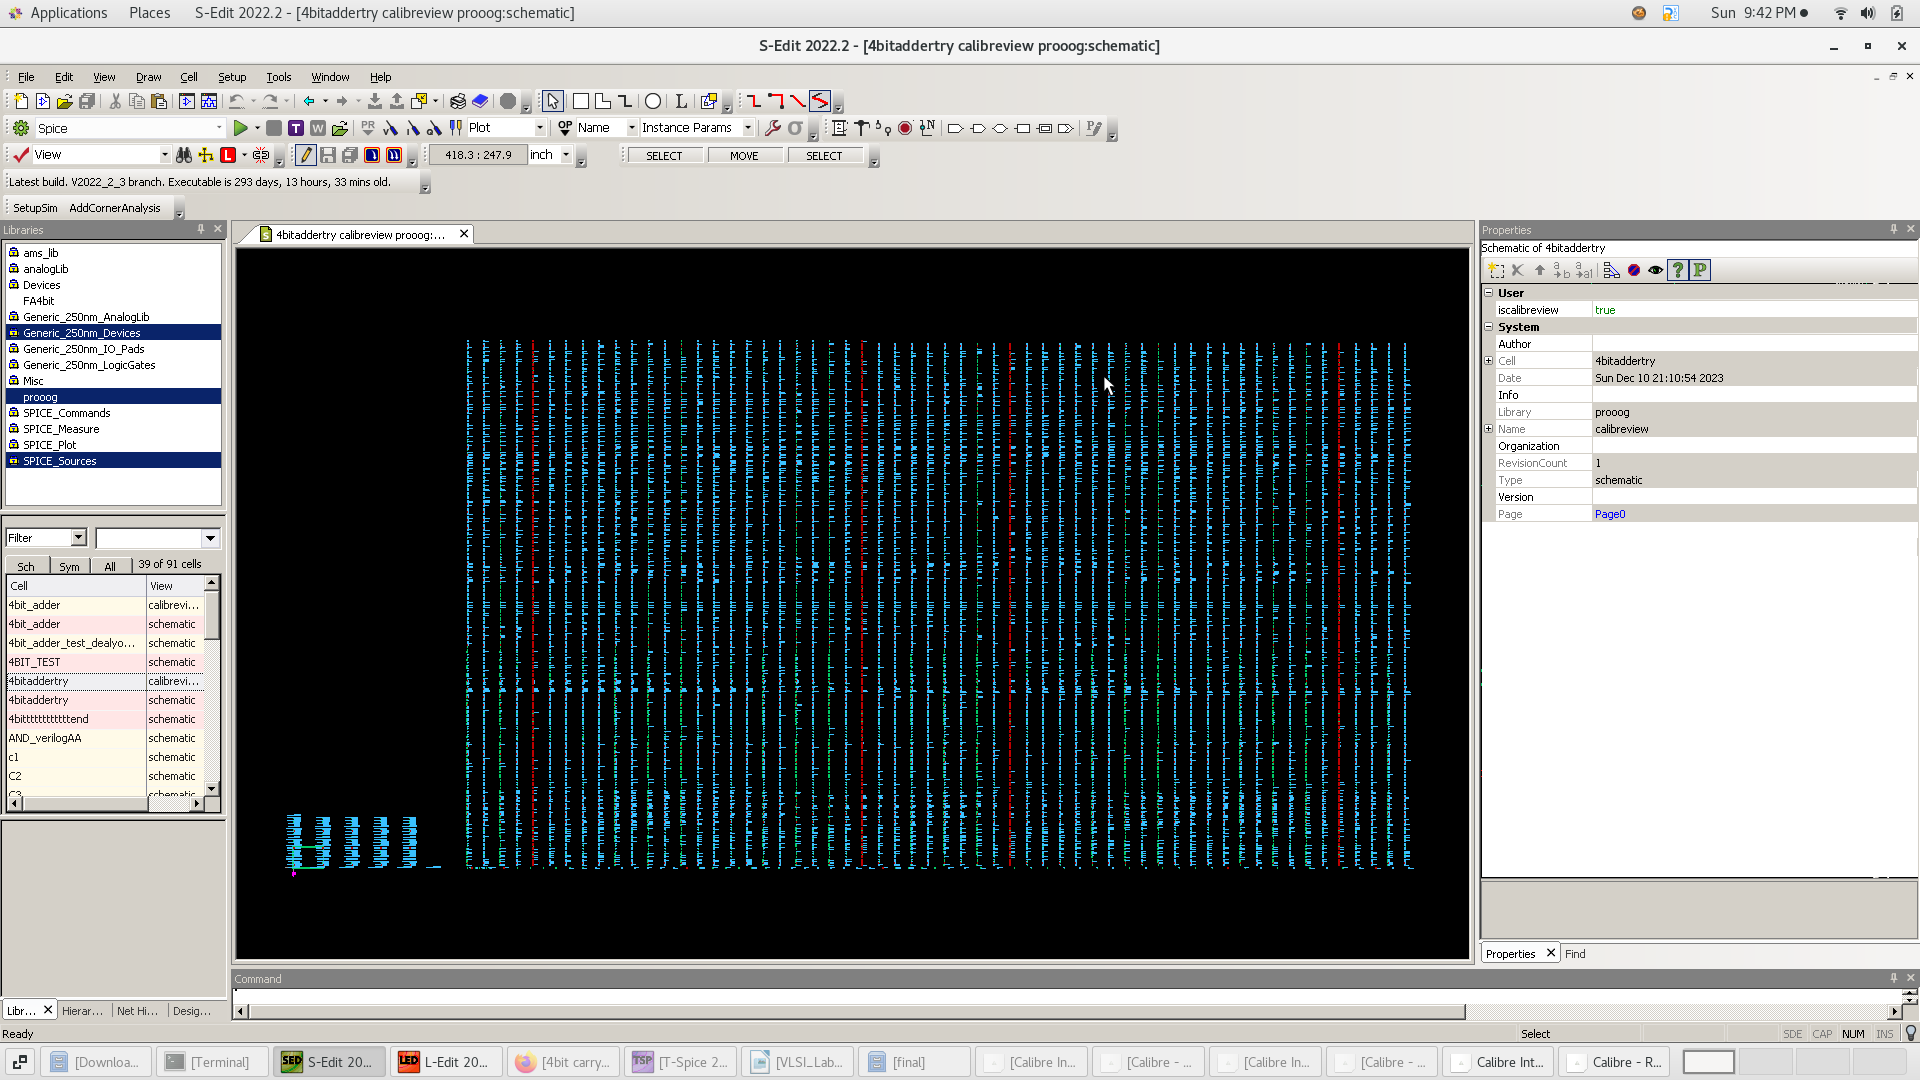 Applications Places S-Edit 2022.2 - [4bitaddertry calibreview prooog:schematic] Sun 9:42 PM
S-Edit 2022.2 - [4bitaddertry calibreview prooog:schematic]
File Edit View Draw Cell Setup Tools Window Help
Spice Plot OP Name Instance Params
View 418.3 : 247.9 inch SELECT MOVE SELECT
Latest build. V2022_2_3 branch. Executable is 293 days, 13 hours, 33 mins old.
SetupSim AddCornerAnalysis
Libraries
ams_lib
analogLib
Devices
FA4bit
Generic_250nm_AnalogLib
Generic_250nm_Devices
Generic_250nm_IO_Pads
Generic_250nm_LogicGates
Misc
prooog
SPICE_Commands
SPICE_Measure
SPICE_Plot
SPICE_Sources
Filter
Sch Sym All 39 of 91 cells
Cell View
4bit_adder calibrevi...
4bit_adder schematic
4bit_adder_test_dealyo... schematic
4BIT_TEST schematic
4bitaddertry calibrevi...
4bitaddertry schematic
4bitttttttttttttend schematic
AND_verilogAA schematic
c1 schematic
C2 schematic
C3 schematic
Libr... Hierar... Net Hi... Desig...
4bitaddertry calibreview prooog:...
Properties
Schematic of 4bitaddertry
User
iscalibreview true
System
Author
Cell 4bitaddertry
Date Sun Dec 10 21:10:54 2023
Info
Library prooog
Name calibreview
Organization
RevisionCount 1
Type schematic
Version
Page Page0
Properties Find
Command
Ready Select SDE CAP NUM INS
[Downloa... [Terminal] S-Edit 20... L-Edit 20... [4bit carry... [T-Spice 2... [VLSI_Lab... [final] [Calibre In... [Calibre - ... [Calibre In... [Calibre - ... Calibre Int... Calibre - R...